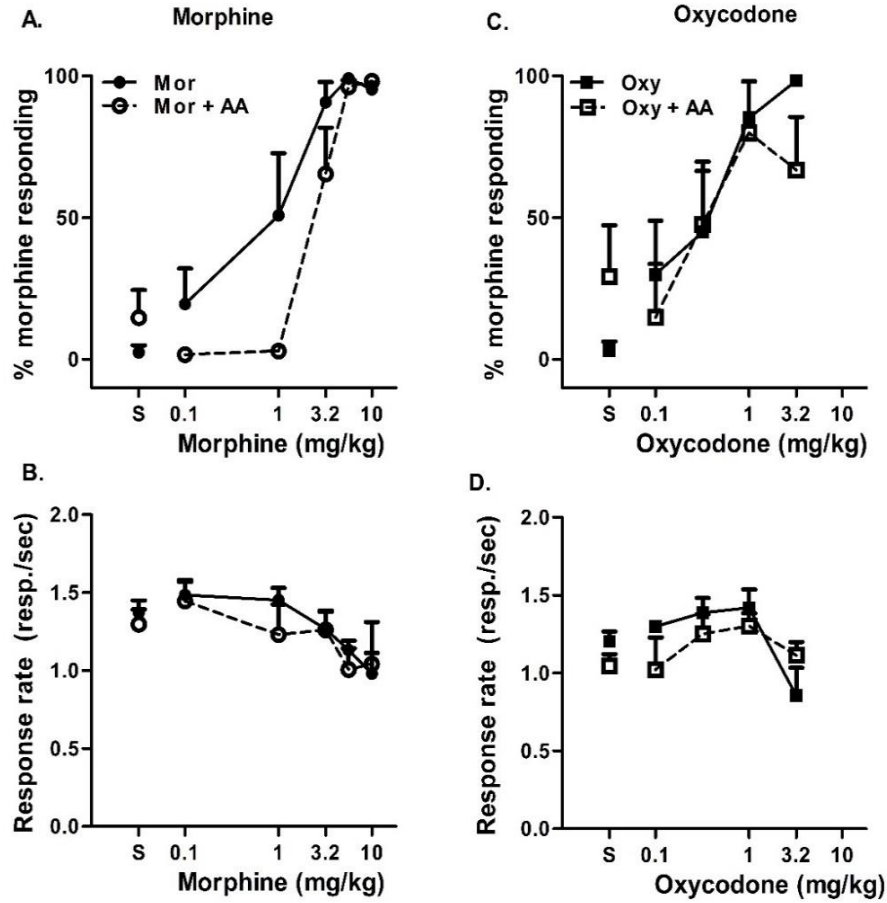 A.
Morphine
% morphine responding
100
50
0
Mor
Mor + AA
S 0.1 1 3.2 10
Morphine (mg/kg)
B.
Response rate (resp./sec)
2.0
1.5
1.0
0.5
0.0
S 0.1 1 3.2 10
Morphine (mg/kg)
C.
Oxycodone
% morphine responding
100
50
0
Oxy
Oxy + AA
S 0.1 1 3.2 10
Oxycodone (mg/kg)
D.
Response rate (resp./sec)
2.0
1.5
1.0
0.5
0.0
S 0.1 1 3.2 10
Oxycodone (mg/kg)